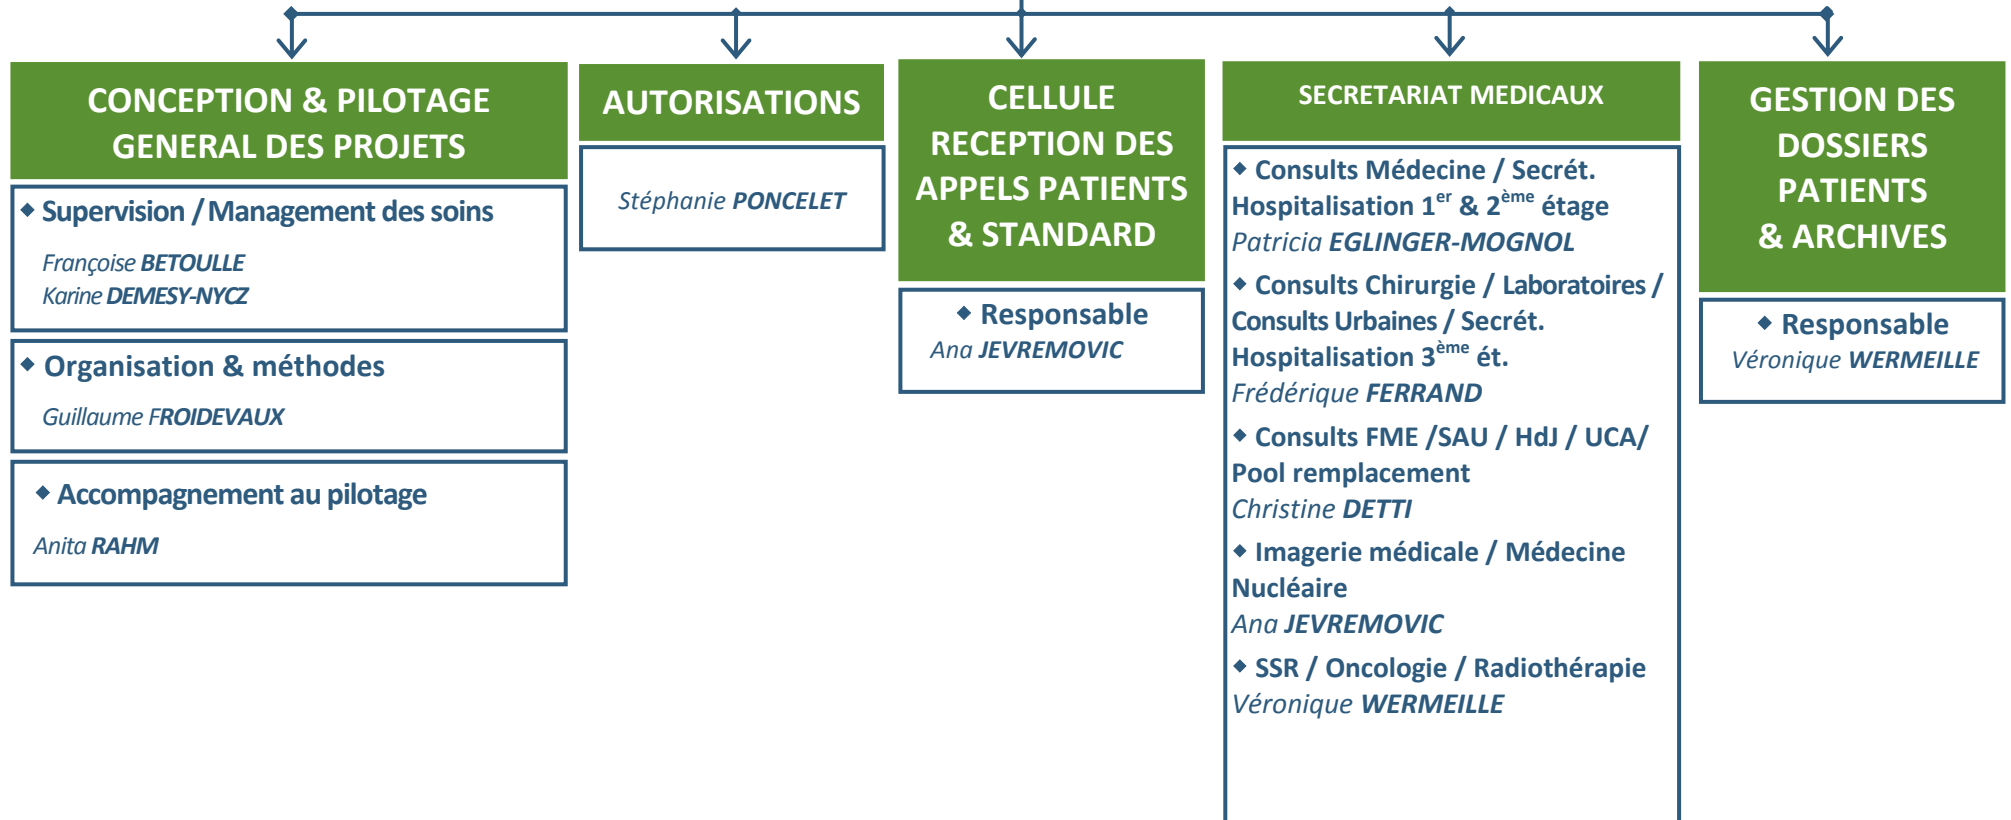 CONCEPTION & PILOTAGE
GENERAL DES PROJETS
◆ Supervision / Management des soins
Françoise BETOULLE
Karine DEMESY-NYCZ
◆ Organisation & méthodes
Guillaume FROIDEVAUX
◆ Accompagnement au pilotage
Anita RAHM
AUTORISATIONS
Stéphanie PONCELET
CELLULE
RECEPTION DES
APPELS PATIENTS
& STANDARD
◆ Responsable
Ana JEVREMOVIC
SECRETARIAT MEDICAUX
◆ Consults Médecine / Secrét.
Hospitalisation 1er & 2ème étage
Patricia EGLINGER-MOGNOL
◆ Consults Chirurgie / Laboratoires /
Consults Urbaines / Secrét.
Hospitalisation 3ème ét.
Frédérique FERRAND
◆ Consults FME /SAU / HdJ / UCA/
Pool remplacement
Christine DETTI
◆ Imagerie médicale / Médecine
Nucléaire
Ana JEVREMOVIC
◆ SSR / Oncologie / Radiothérapie
Véronique WERMEILLE
GESTION DES
DOSSIERS
PATIENTS
& ARCHIVES
◆ Responsable
Véronique WERMEILLE